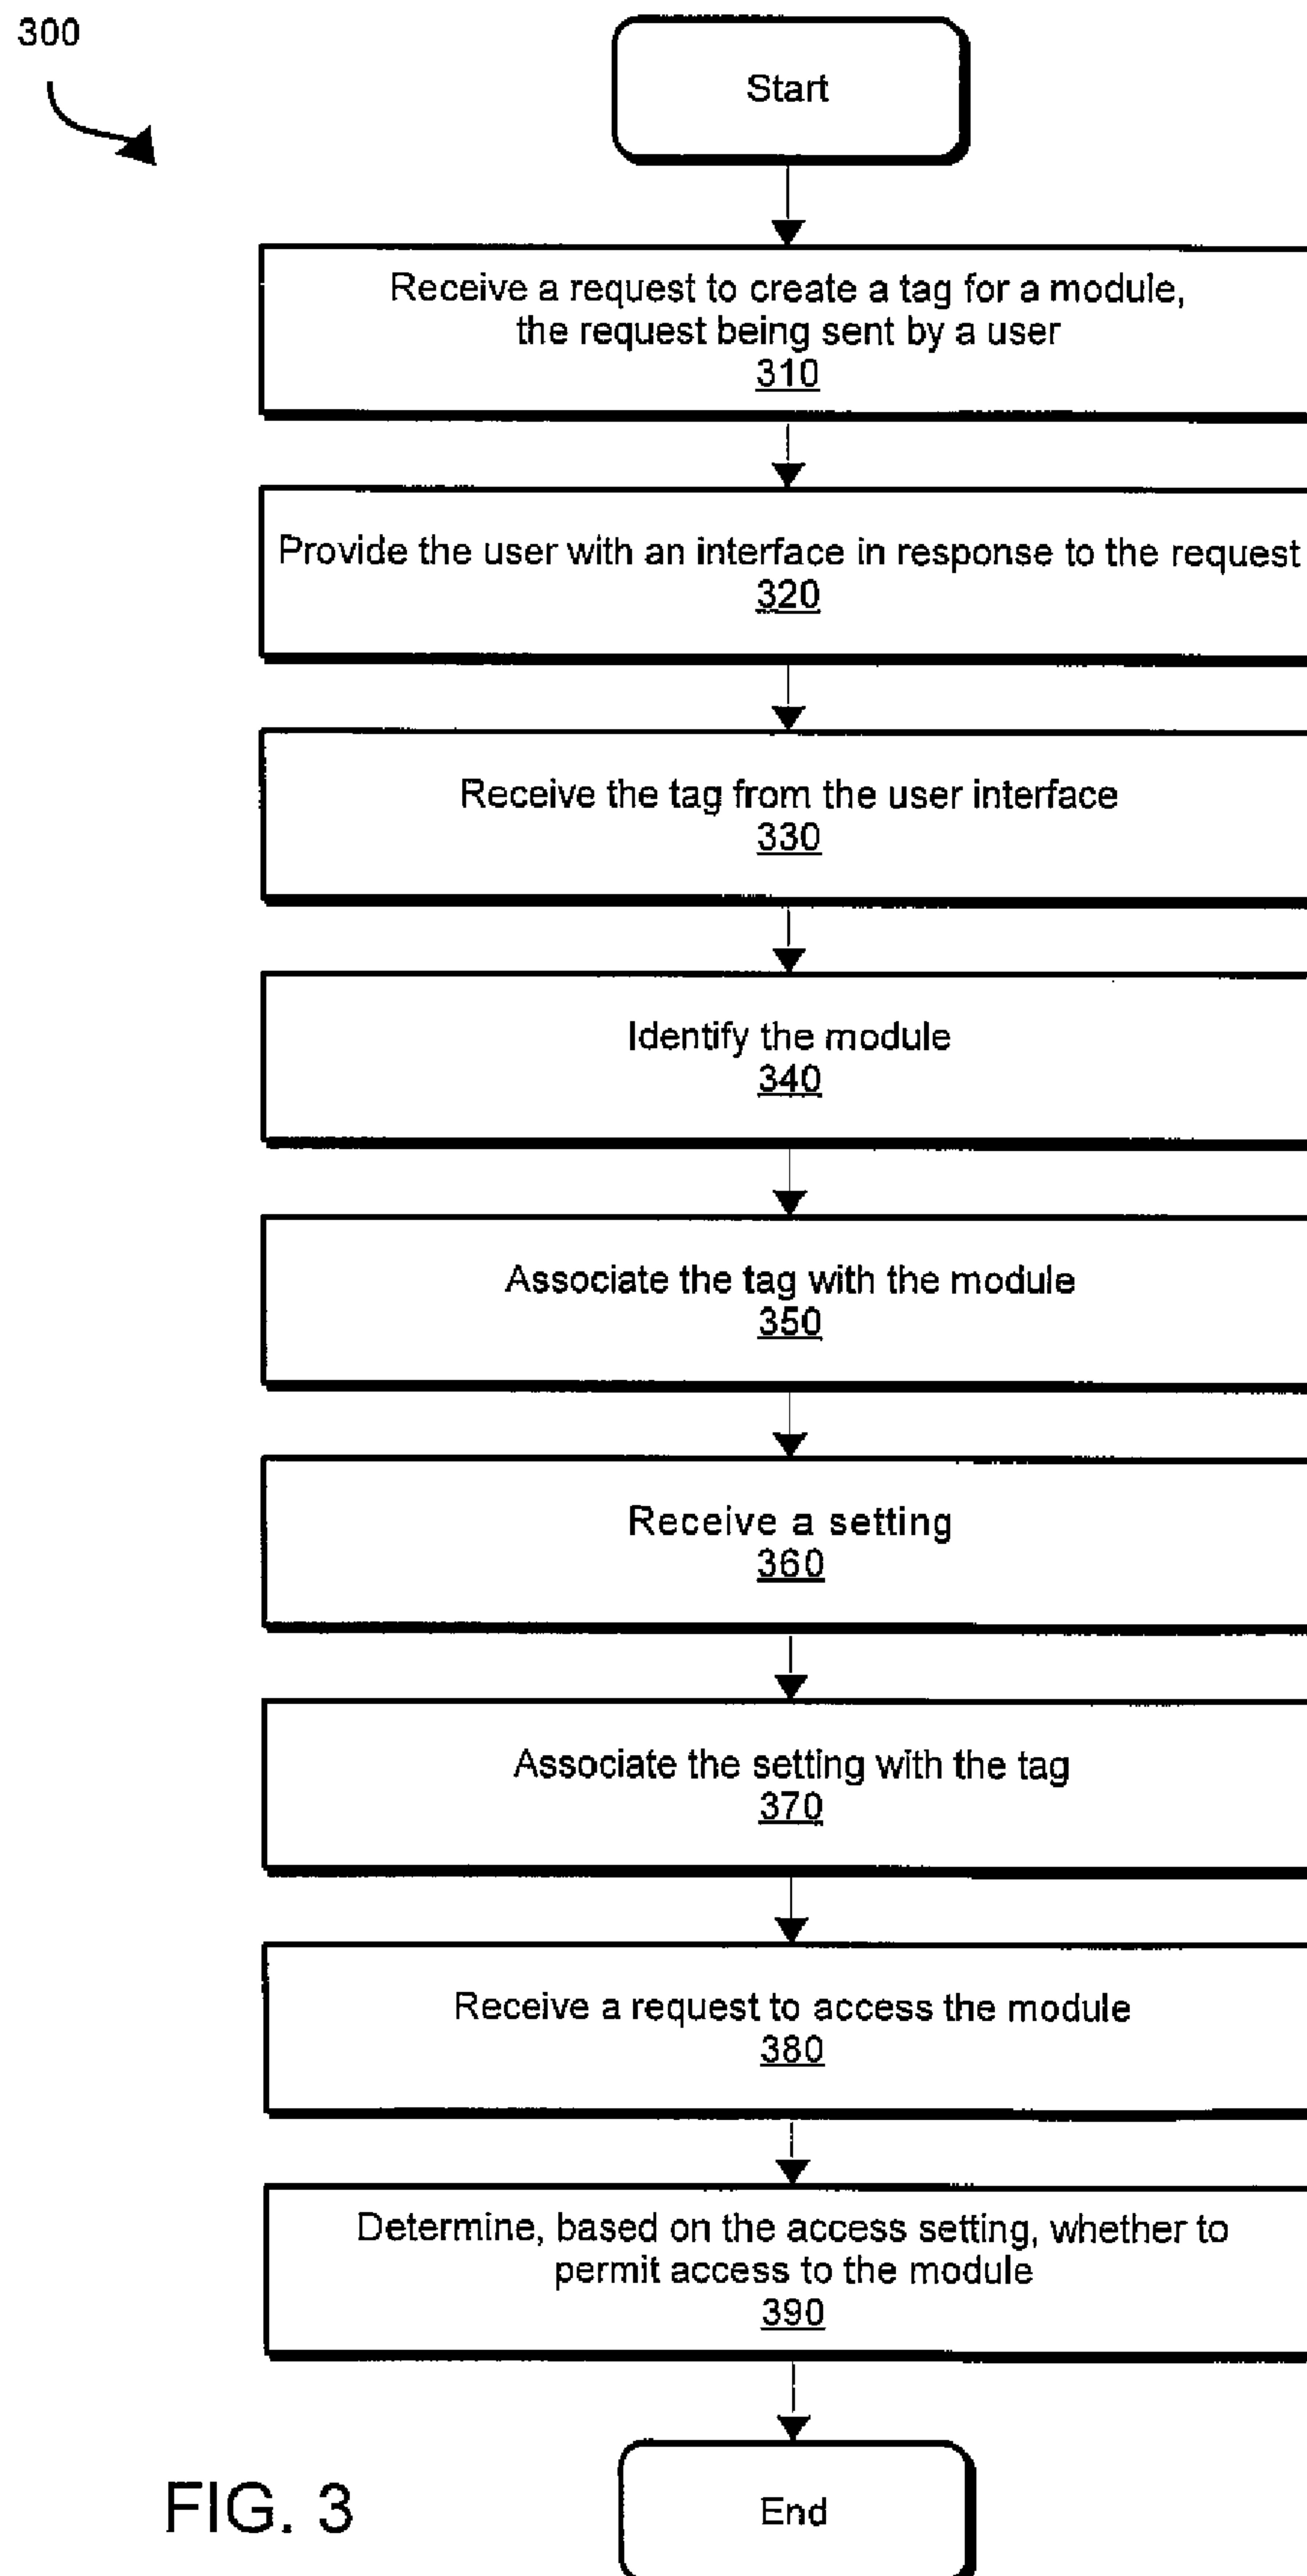 300
Start
Receive a request to create a tag for a module,
the request being sent by a user
310
Provide the user with an interface in response to the request
320
Receive the tag from the user interface
330
Identify the module
340
Associate the tag with the module
350
Receive a setting
360
Associate the setting with the tag
370
Receive a request to access the module
380
Determine, based on the access setting, whether to
permit access to the module
390
End
FIG. 3